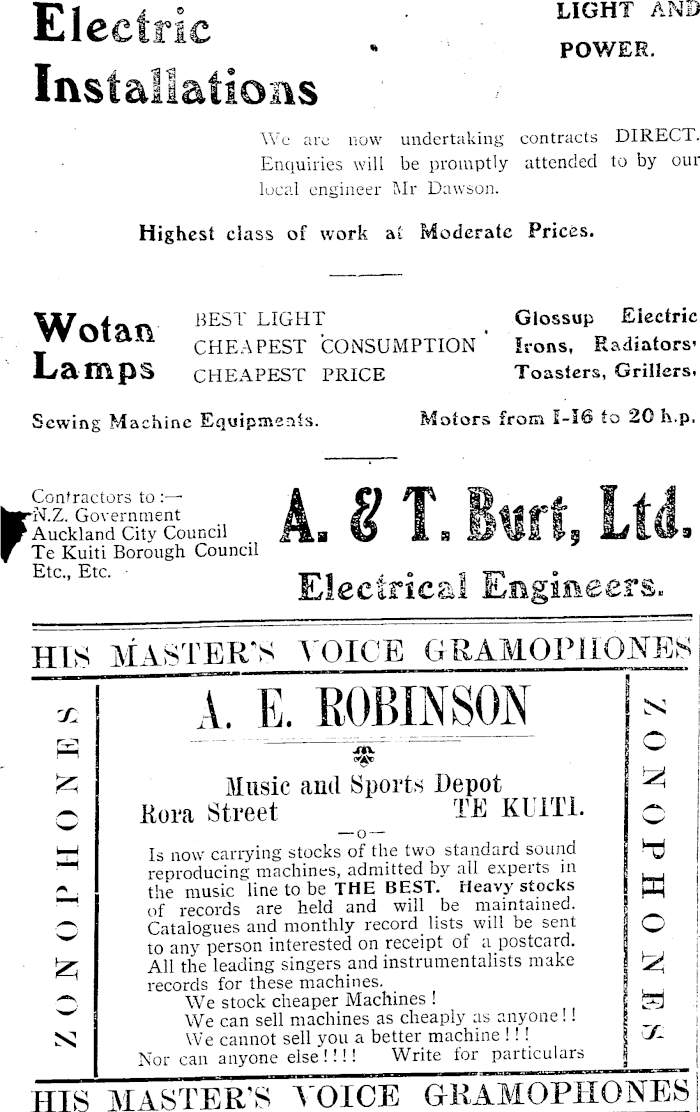 Electric
Installations
LIGHT AND
POWER.
We are now undertaking contracts DIRECT.
Enquiries will be promptly attended to by our
local engineer Mr Dawson.
Highest class of work at Moderate Prices.
Wotan
Lamps
BEST LIGHT
CHEAPEST CONSUMPTION
CHEAPEST PRICE
Glossup Electric
Irons, Radiators,
Toasters, Grillers.
Sewing Machine Equipments.
Motors from 1-16 to 20 h.p.
Contractors to :—
N.Z. Government
Auckland City Council
Te Kuiti Borough Council
Etc., Etc.
A. & T. Burt, Ltd.
Electrical Engineers.
HIS MASTER'S VOICE GRAMOPHONES
ZONOPHONES
A. E. ROBINSON
Music and Sports Depot
Rora Street TE KUITI.
—o—
Is now carrying stocks of the two standard sound
reproducing machines, admitted by all experts in
the music line to be THE BEST. Heavy stocks
of records are held and will be maintained.
Catalogues and monthly record lists will be sent
to any person interested on receipt of a postcard.
All the leading singers and instrumentalists make
records for these machines.
We stock cheaper Machines !
We can sell machines as cheaply as anyone ! !
We cannot sell you a better machine ! ! !
Nor can anyone else ! ! ! ! Write for particulars
ZONOPHONES
HIS MASTER'S VOICE GRAMOPHONES